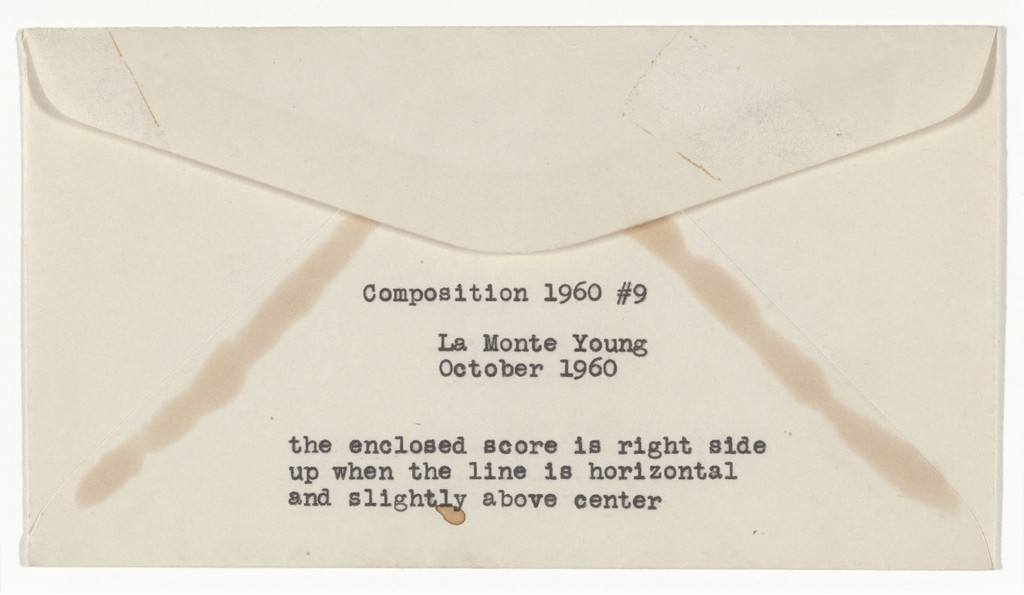 Composition 1960 #9
La Monte Young
October 1960
the enclosed score is right side
up when the line is horizontal
and slightly above center